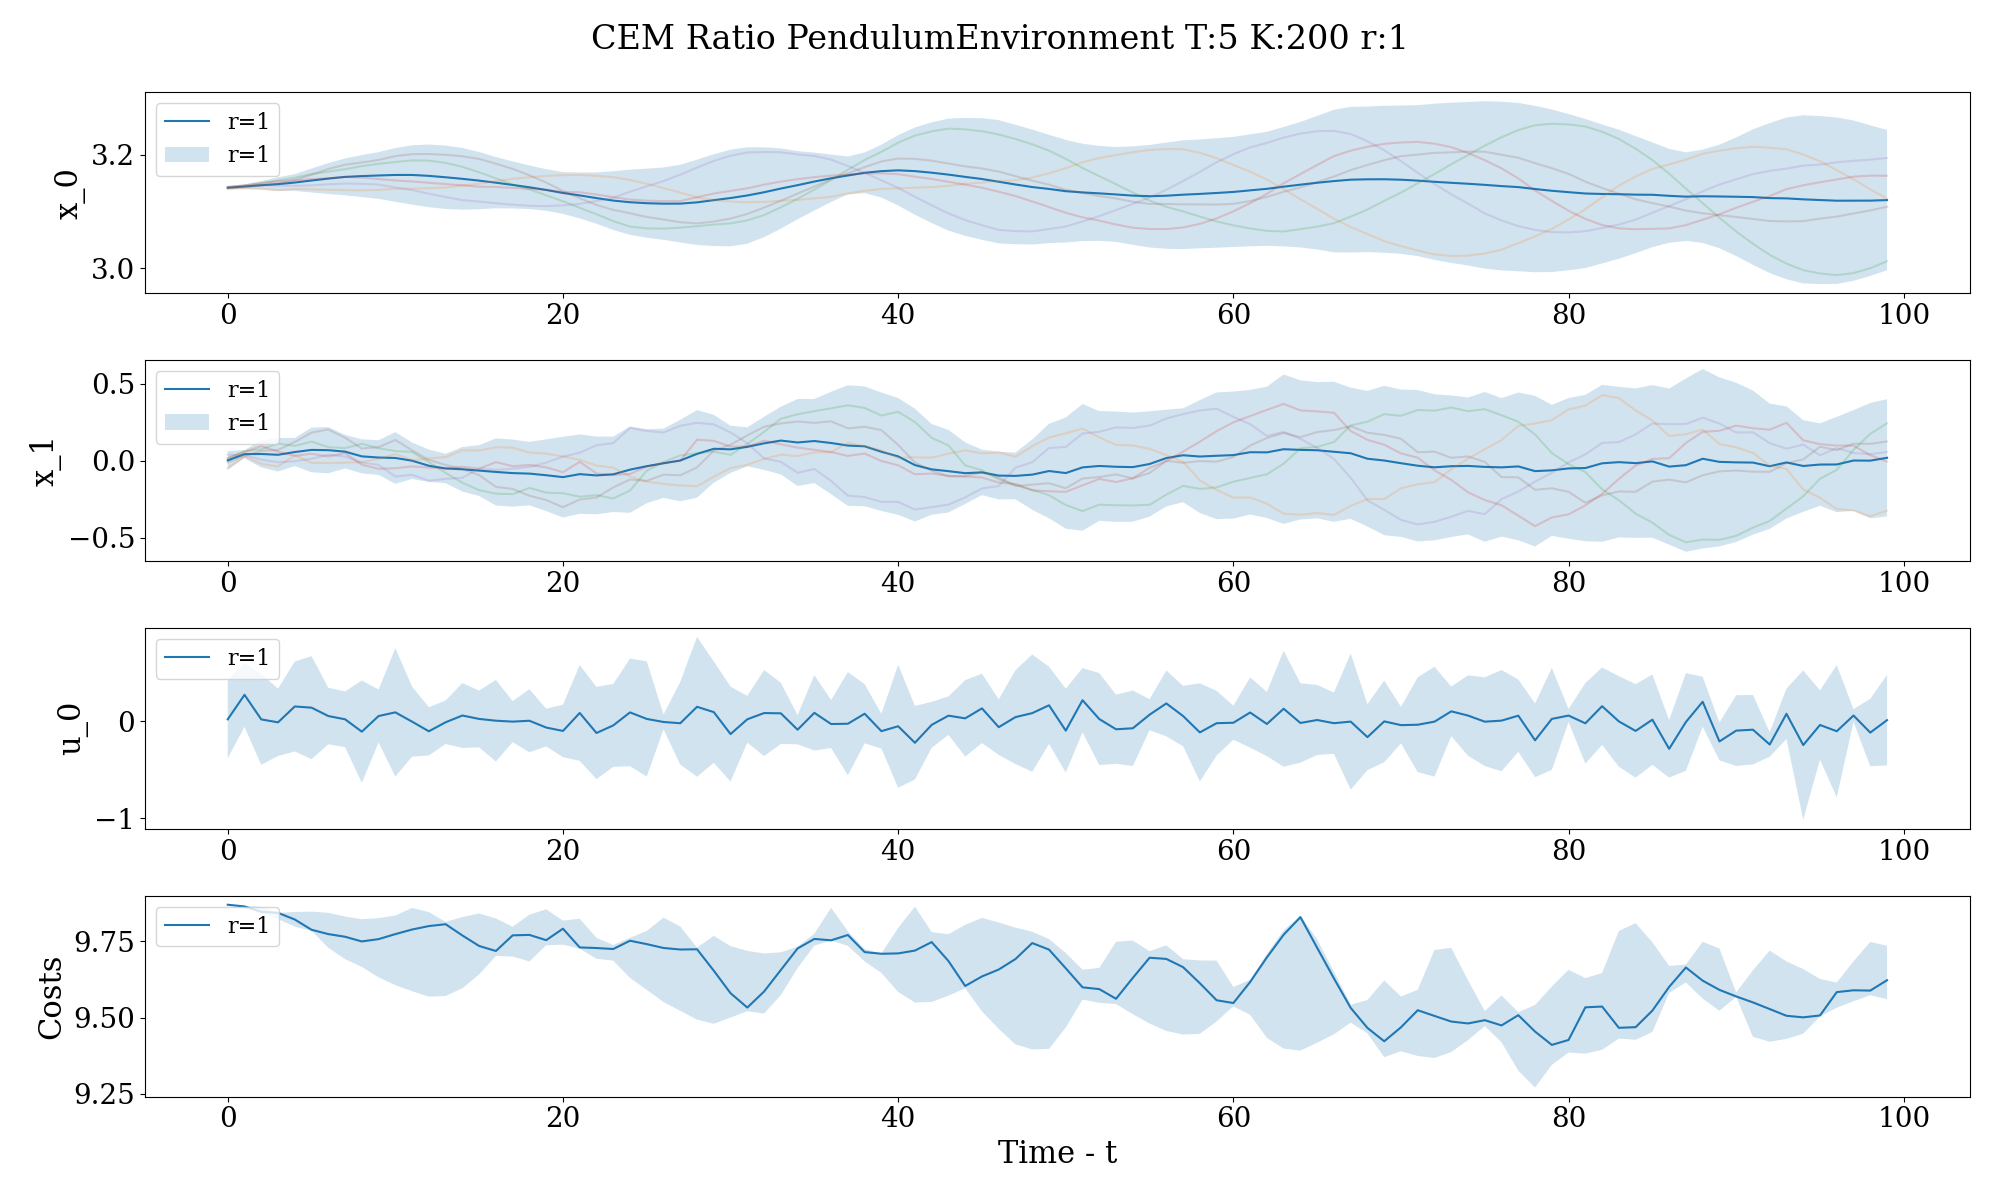 CEM Ratio PendulumEnvironment T:5 K:200 r:1
r=1
r=1
x_0
3.2
3.0
0 20 40 60 80 100
r=1
r=1
x_1
0.5
0.0
−0.5
0 20 40 60 80 100
r=1
u_0
0
−1
0 20 40 60 80 100
r=1
Costs
9.75
9.50
9.25
0 20 40 60 80 100
Time - t